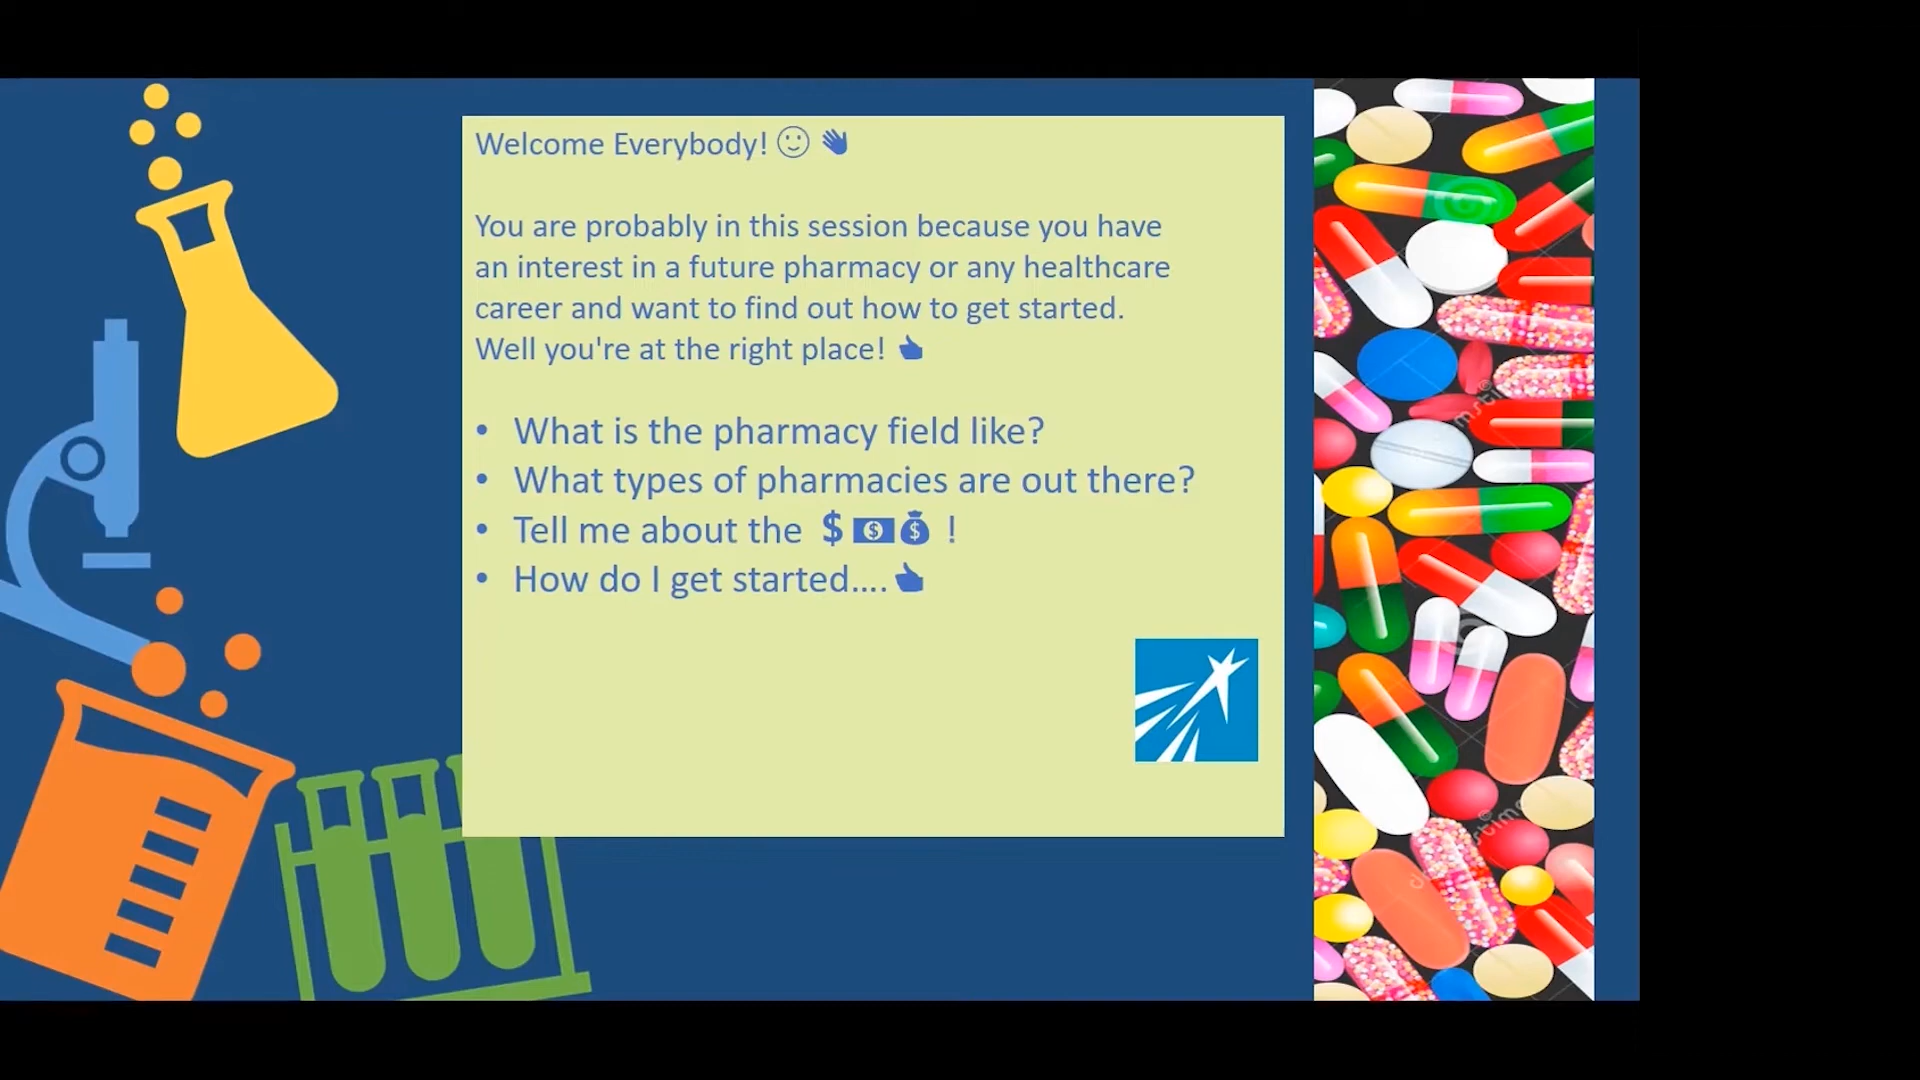 Welcome Everybody! 🙂 👋
You are probably in this session because you have
an interest in a future pharmacy or any healthcare
career and want to find out how to get started.
Well you're at the right place! 👍
• What is the pharmacy field like?
• What types of pharmacies are out there?
• Tell me about the $💵💰 !
• How do I get started....👍